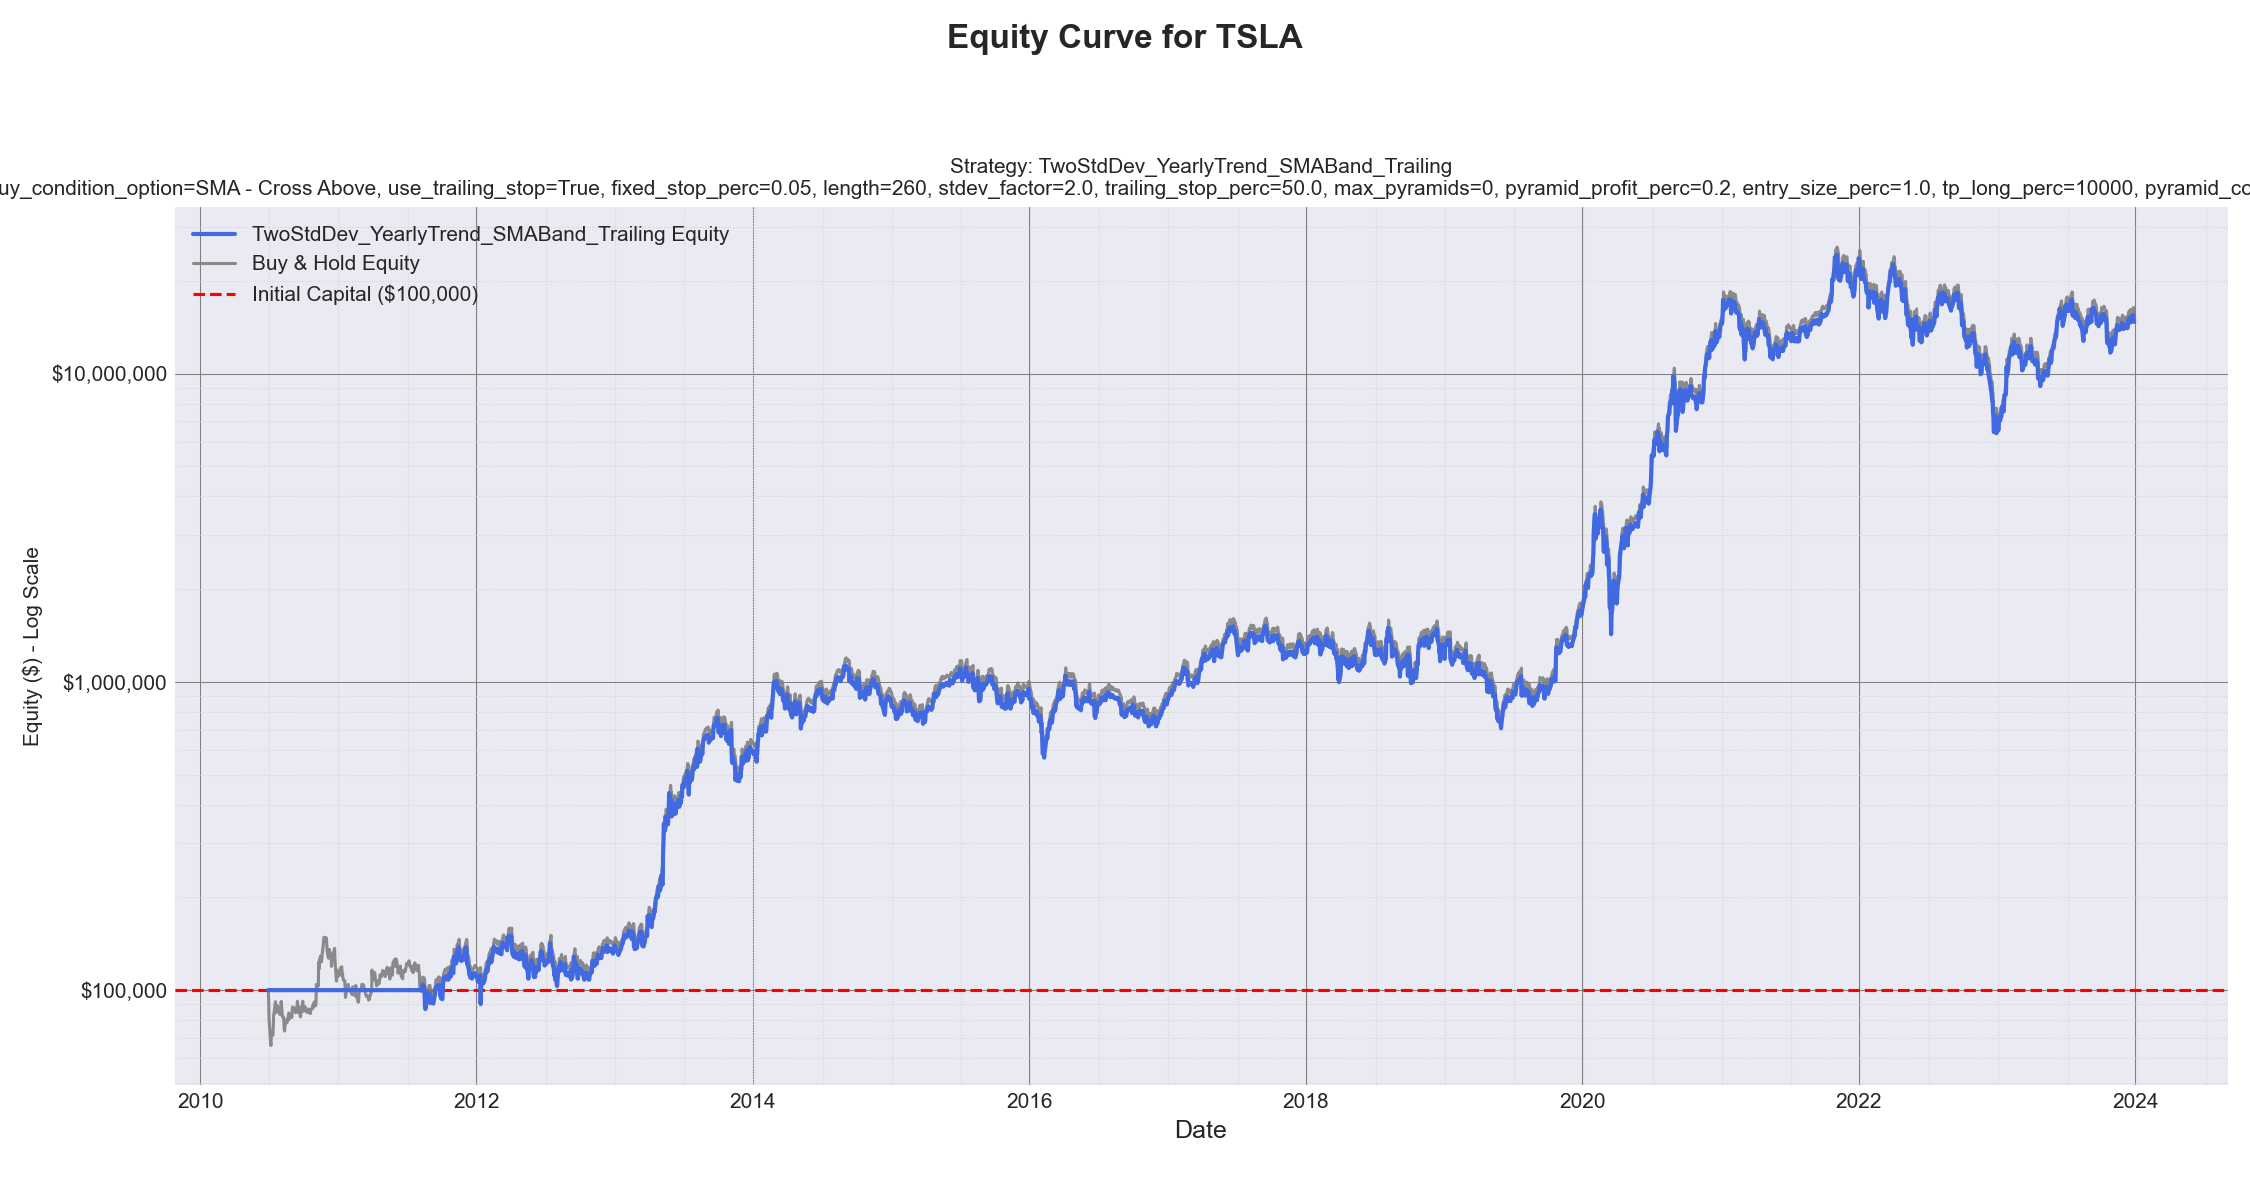 Equity Curve for TSLA
Strategy: TwoStdDev_YearlyTrend_SMABand_Trailing
uy_condition_option=SMA - Cross Above, use_trailing_stop=True, fixed_stop_perc=0.05, length=260, stdev_factor=2.0, trailing_stop_perc=50.0, max_pyramids=0, pyramid_profit_perc=0.2, entry_size_perc=1.0, tp_long_perc=10000, pyramid_co
TwoStdDev_YearlyTrend_SMABand_Trailing Equity
Buy & Hold Equity
Initial Capital ($100,000)
Equity ($) - Log Scale
$10,000,000
$1,000,000
$100,000
2010 2012 2014 2016 2018 2020 2022 2024
Date